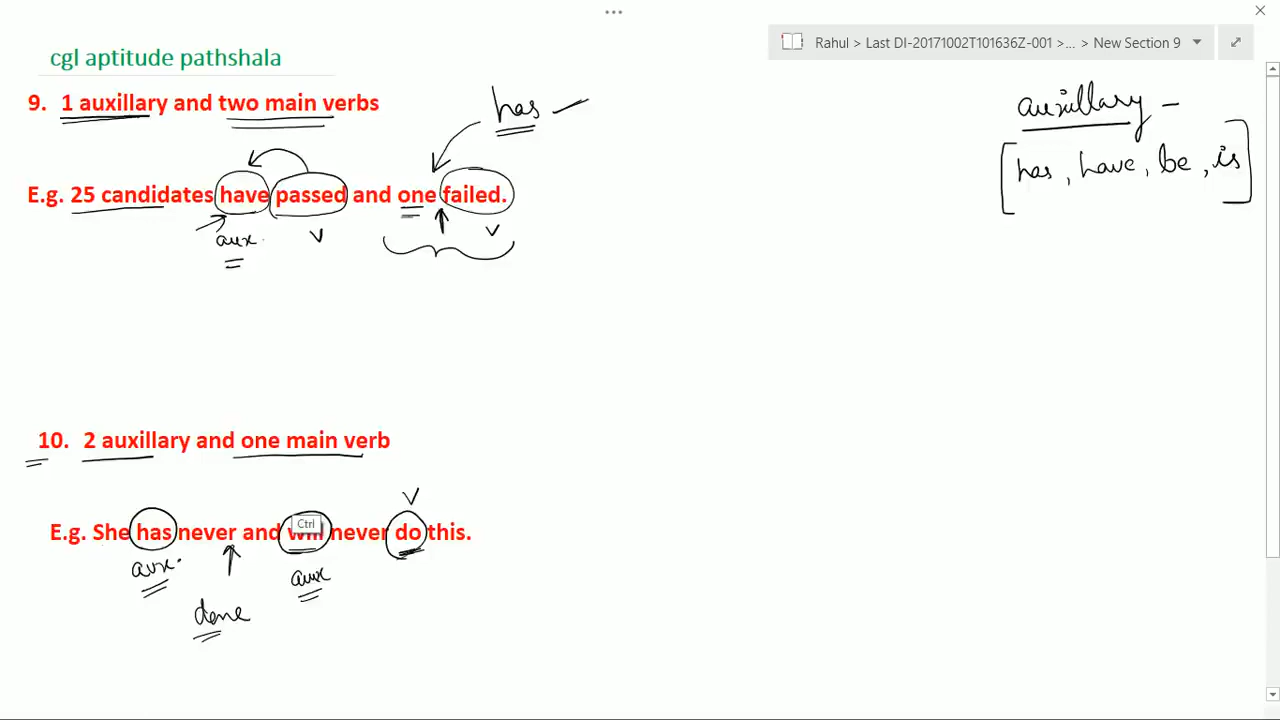 Rahul > Last DI-20171002T101636Z-001 >... > New Section 9
cgl aptitude pathshala
9. 1 auxillary and two main verbs
has
auxillary -
[has, have, be, is]
E.g. 25 candidates have passed and one failed.
aux. v v
10. 2 auxillary and one main verb
v
E.g. She has never and will never do this.
Ctrl
aux. aux
done